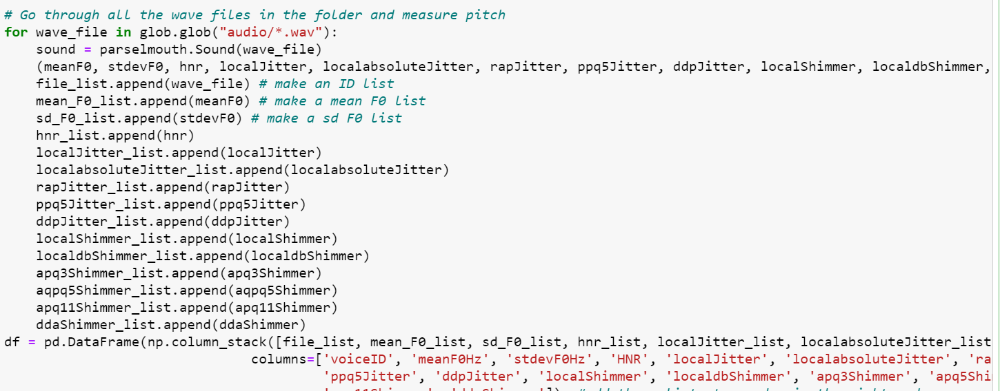 # Go through all the wave files in the folder and measure pitch
for wave_file in glob.glob("audio/*.wav"):
    sound = parselmouth.Sound(wave_file)
    (meanF0, stdevF0, hnr, localJitter, localabsoluteJitter, rapJitter, ppq5Jitter, ddpJitter, localShimmer, localdbShimmer,
    file_list.append(wave_file) # make an ID list
    mean_F0_list.append(meanF0) # make a mean F0 list
    sd_F0_list.append(stdevF0) # make a sd F0 list
    hnr_list.append(hnr)
    localJitter_list.append(localJitter)
    localabsoluteJitter_list.append(localabsoluteJitter)
    rapJitter_list.append(rapJitter)
    ppq5Jitter_list.append(ppq5Jitter)
    ddpJitter_list.append(ddpJitter)
    localShimmer_list.append(localShimmer)
    localdbShimmer_list.append(localdbShimmer)
    apq3Shimmer_list.append(apq3Shimmer)
    aqpq5Shimmer_list.append(aqpq5Shimmer)
    apq11Shimmer_list.append(apq11Shimmer)
    ddaShimmer_list.append(ddaShimmer)
df = pd.DataFrame(np.column_stack([file_list, mean_F0_list, sd_F0_list, hnr_list, localJitter_list, localabsoluteJitter_list
                               columns=['voiceID', 'meanF0Hz', 'stdevF0Hz', 'HNR', 'localJitter', 'localabsoluteJitter', 'ra
                                        'ppq5Jitter', 'ddpJitter', 'localShimmer', 'localdbShimmer', 'apq3Shimmer', 'apq5Shi